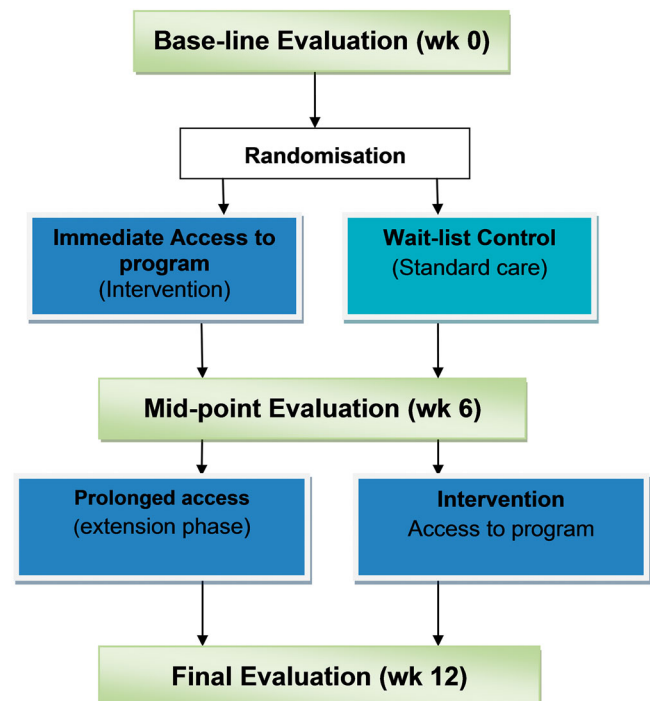 Base-line Evaluation (wk 0)
Randomisation
Immediate Access to
program
(Intervention)
Wait-list Control
(Standard care)
Mid-point Evaluation (wk 6)
Prolonged access
(extension phase)
Intervention
Access to program
Final Evaluation (wk 12)